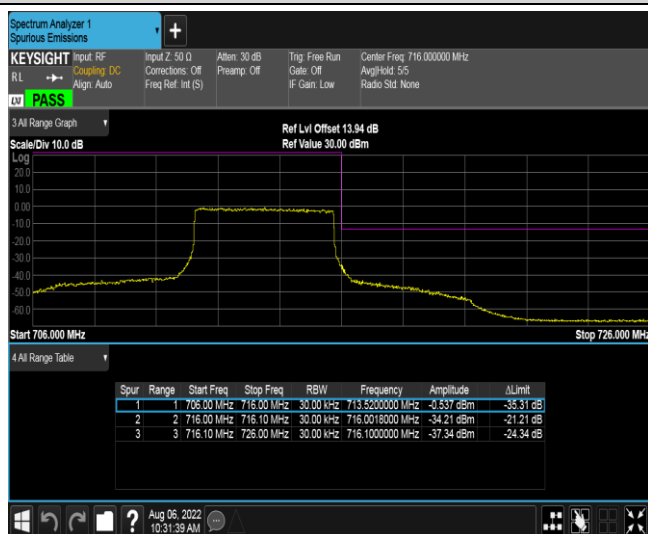 Spectrum Analyzer 1
Spurious Emissions
+
KEYSIGHT Input: RF Input Z: 50 Ω Atten: 30 dB Trig: Free Run Center Freq: 716.000000 MHz
RL Coupling: DC Corrections: Off Preamp: Off Gate: Off Avg|Hold: 5/5
Align: Auto Freq Ref: Int (S) IF Gain: Low Radio Std: None
LXI PASS
3 All Range Graph
Ref Lvl Offset 13.94 dB
Scale/Div 10.0 dB Ref Value 30.00 dBm
Log
20.0
10.0
0.00
-10.0
-20.0
-30.0
-40.0
-50.0
-60.0
Start 706.000 MHz Stop 726.000 MHz
4 All Range Table
Spur Range Start Freq Stop Freq RBW Frequency Amplitude ΔLimit
1 1 706.00 MHz 716.00 MHz 30.00 kHz 713.5200000 MHz -0.537 dBm -35.31 dB
2 2 716.00 MHz 716.10 MHz 30.00 kHz 716.0018000 MHz -34.21 dBm -21.21 dB
3 3 716.10 MHz 726.00 MHz 30.00 kHz 716.1000000 MHz -37.34 dBm -24.34 dB
? Aug 06, 2022
10:31:39 AM